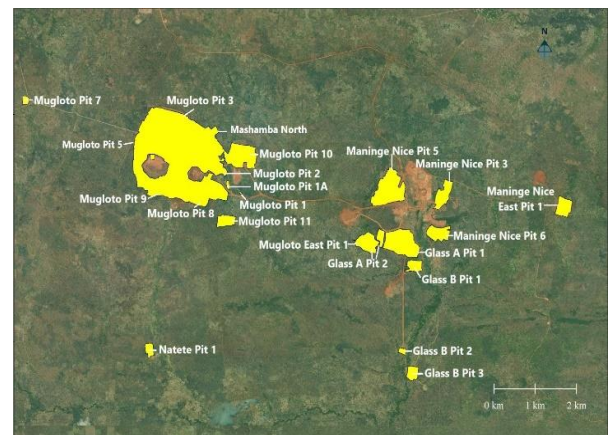 N
Mugloto Pit 7
Mugloto Pit 3
Mashamba North
Mugloto Pit 5
Mugloto Pit 10
Maninge Nice Pit 5
Maninge Nice Pit 3
Mugloto Pit 2
Mugloto Pit 1A
Mugloto Pit 9
Mugloto Pit 1
Mugloto Pit 8
Maninge Nice
East Pit 1
Mugloto Pit 11
Maninge Nice Pit 6
Mugloto East Pit 1
Glass A Pit 1
Glass A Pit 2
Glass B Pit 1
Natete Pit 1
Glass B Pit 2
Glass B Pit 3
0 km 1 km 2 km